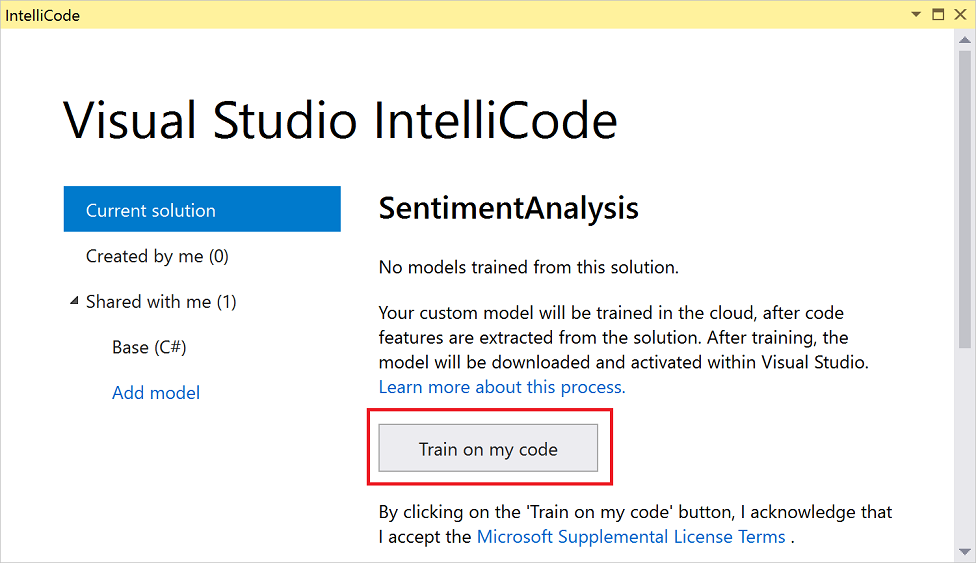 IntelliCode
Visual Studio IntelliCode
Current solution
Created by me (0)
Shared with me (1)
Base (C#)
Add model
SentimentAnalysis
No models trained from this solution.
Your custom model will be trained in the cloud, after code
features are extracted from the solution. After training, the
model will be downloaded and activated within Visual Studio.
Learn more about this process.
Train on my code
By clicking on the 'Train on my code' button, I acknowledge that
I accept the Microsoft Supplemental License Terms .